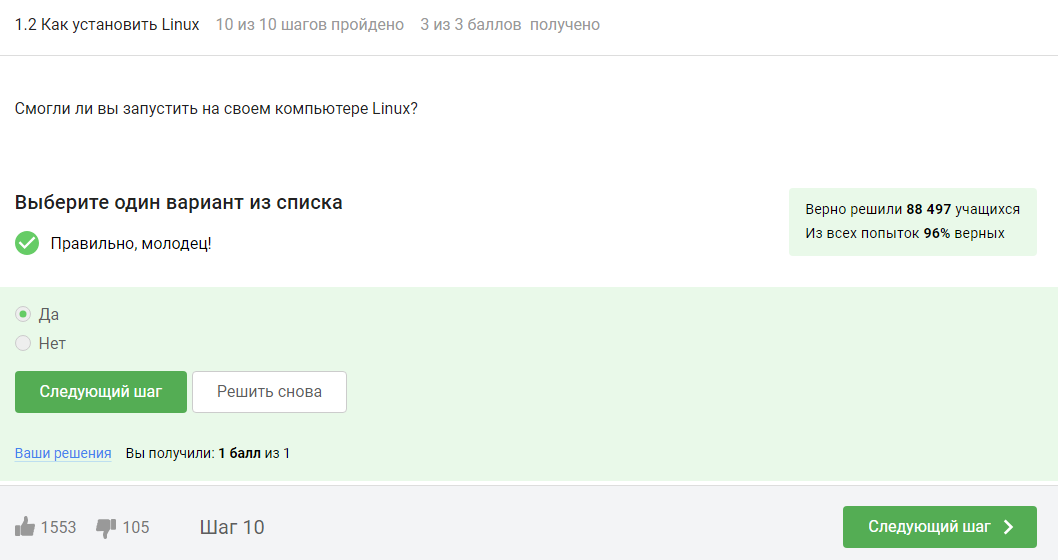 1.2 Как установить Linux 10 из 10 шагов пройдено 3 из 3 баллов получено
Смогли ли вы запустить на своем компьютере Linux?
Выберите один вариант из списка
Правильно, молодец!
Верно решили 88 497 учащихся
Из всех попыток 96% верных
Да
Нет
Следующий шаг Решить снова
Ваши решения Вы получили: 1 балл из 1
1553 105 Шаг 10 Следующий шаг